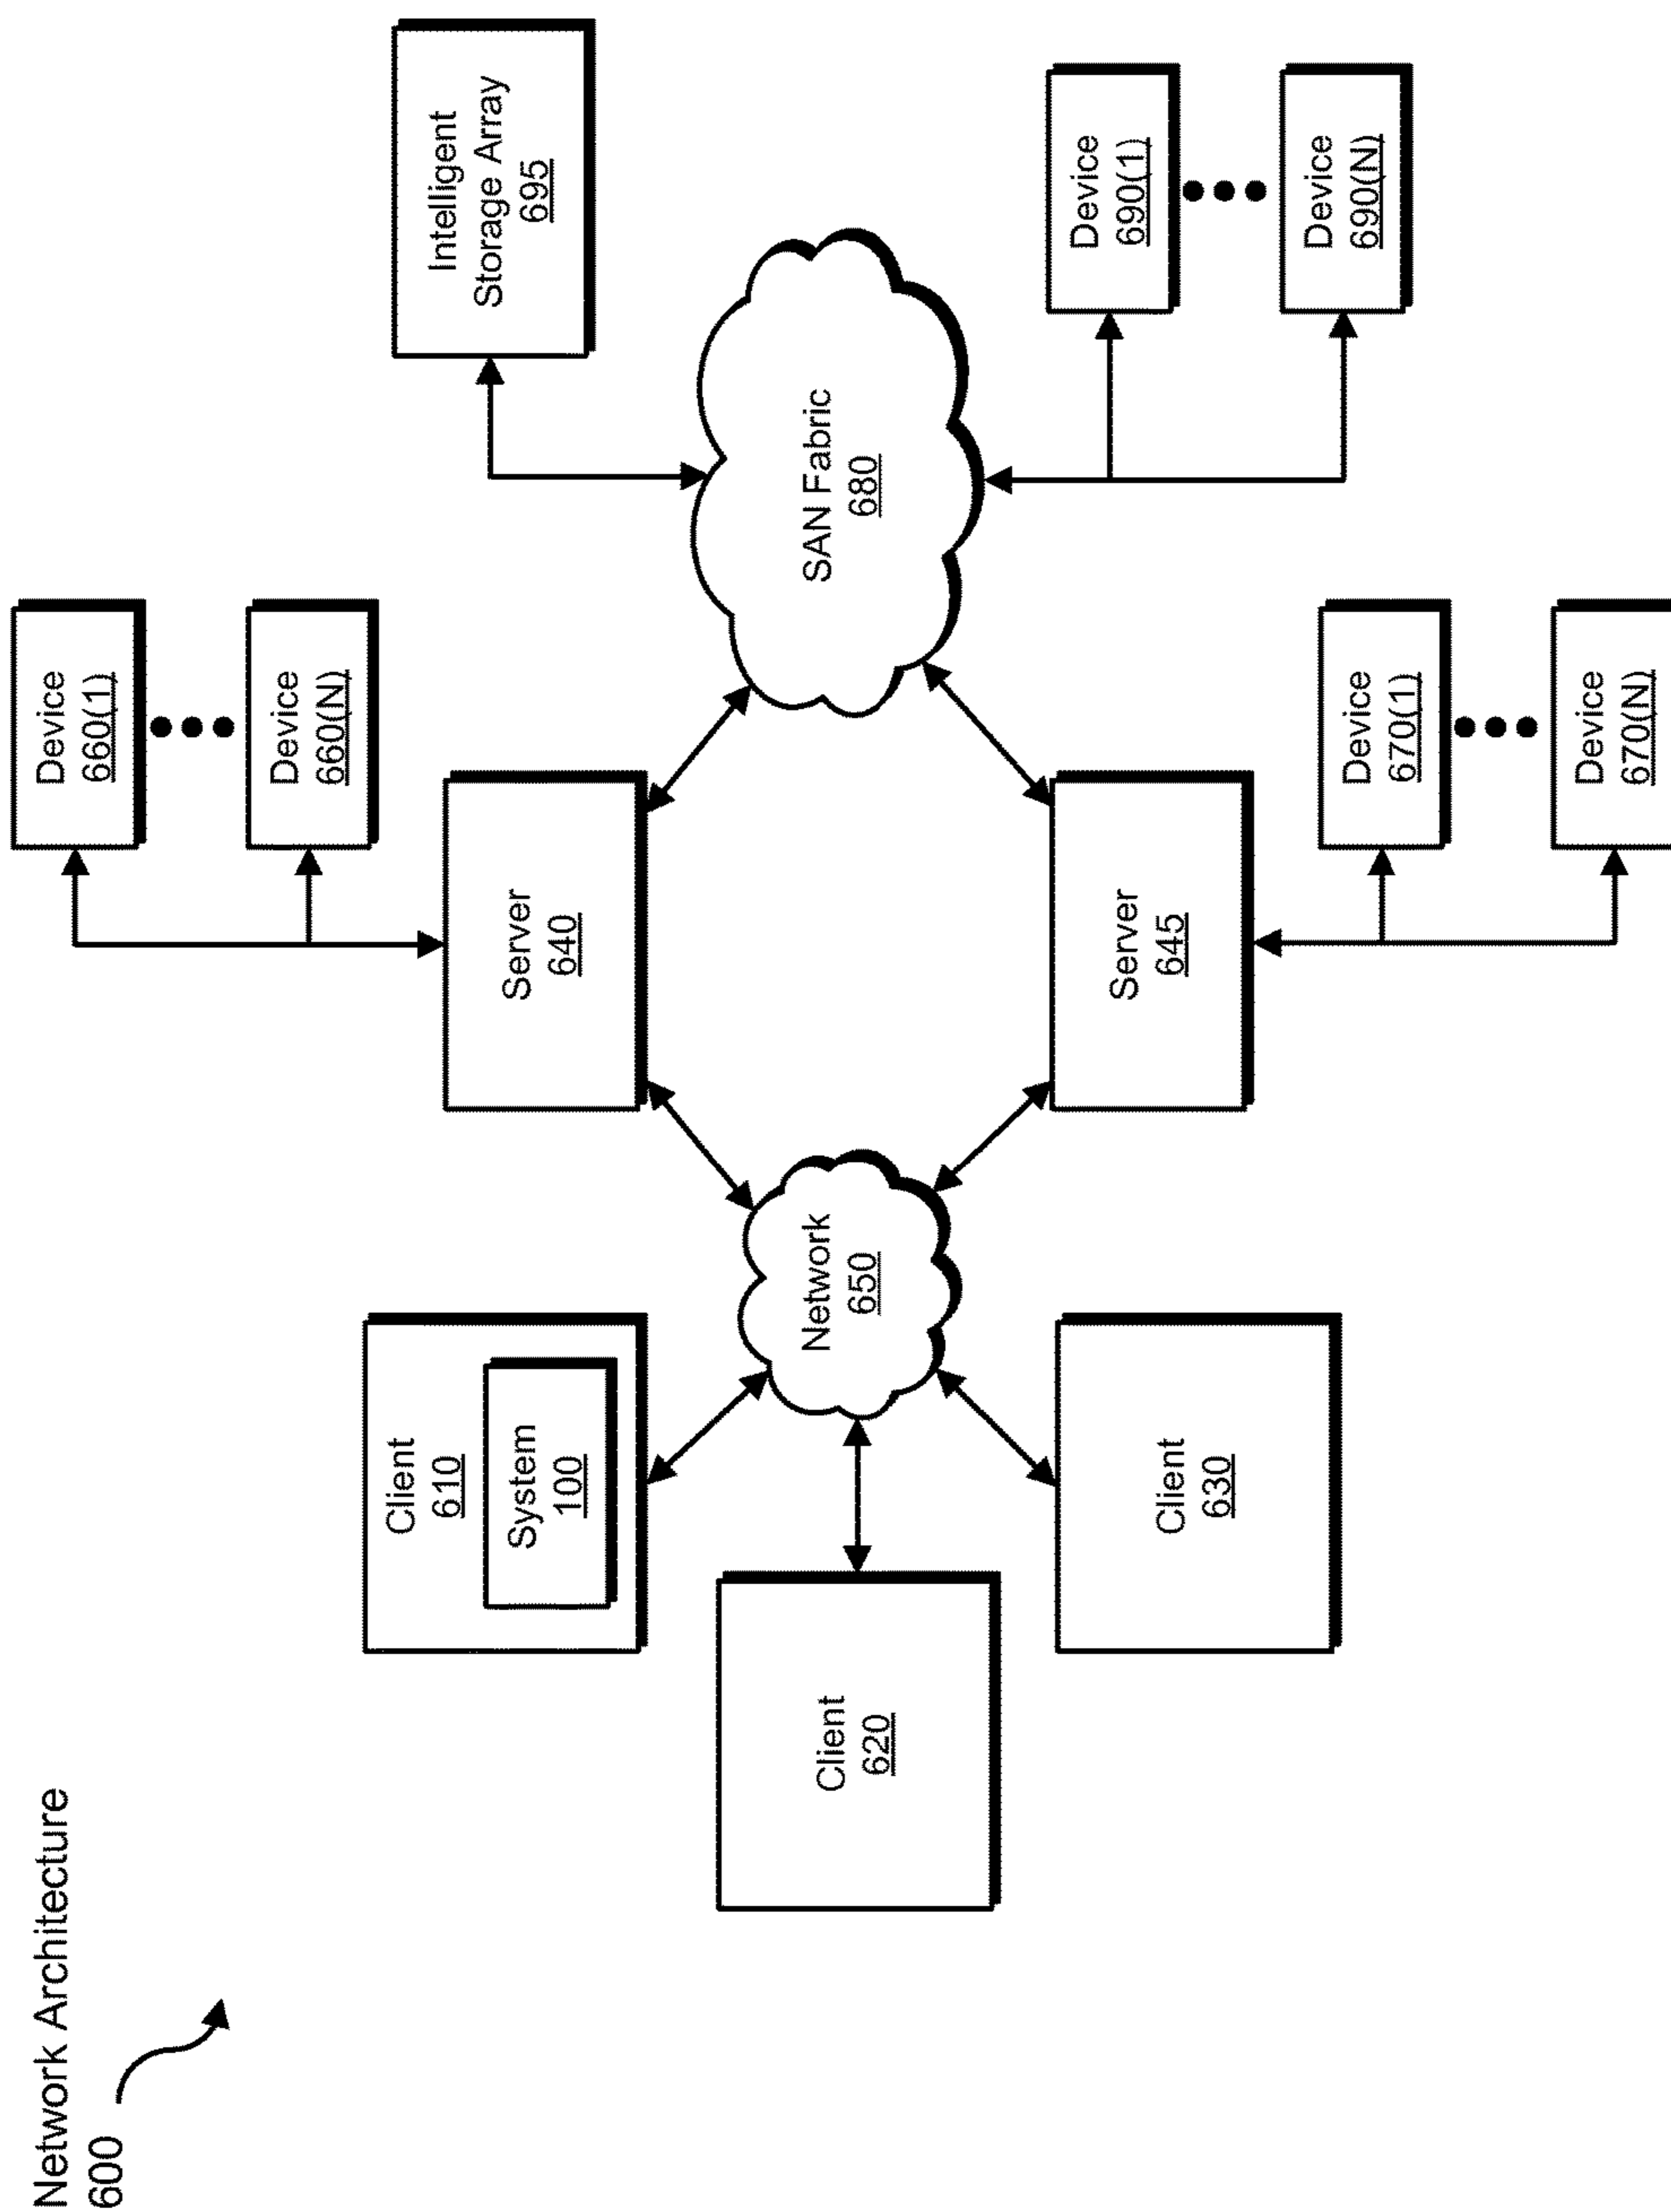 Network Architecture
600
Client
610
System
100
Client
620
Client
630
Network
650
Device
660(1)
Device
660(N)
Server
640
Server
645
Device
670(1)
Device
670(N)
SAN Fabric
680
Intelligent
Storage Array
695
Device
690(1)
Device
690(N)